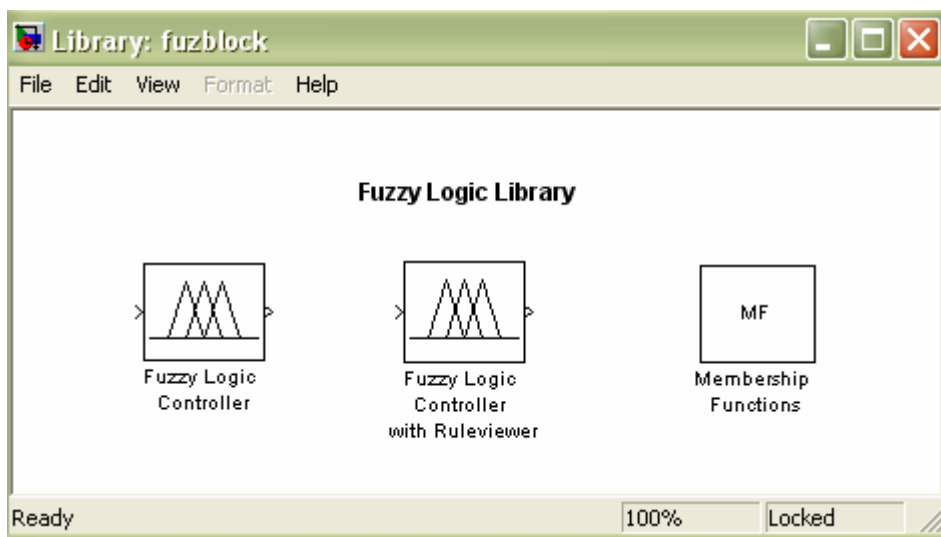 Library: fuzblock
File Edit View Format Help
Fuzzy Logic Library
MF
Fuzzy Logic
Controller
Fuzzy Logic
Controller
with Ruleviewer
Membership
Functions
Ready 100% Locked